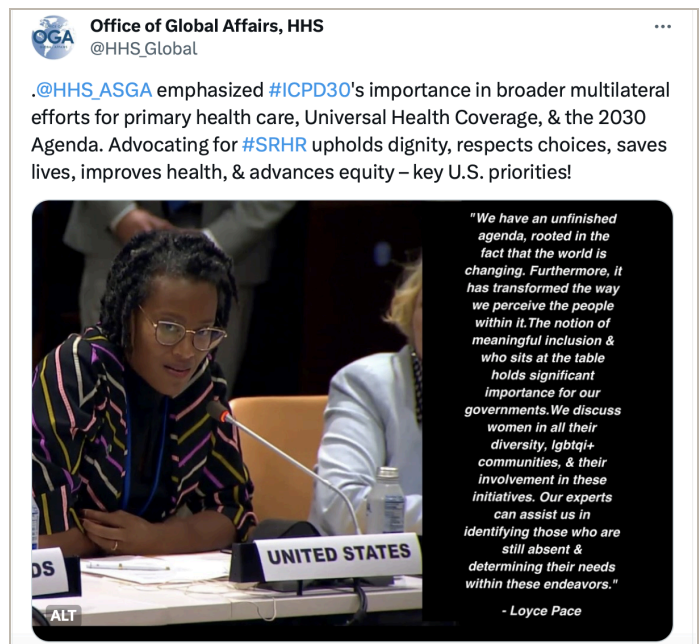 OGA
Office of Global Affairs, HHS
@HHS_Global
.@HHS_ASGA emphasized #ICPD30's importance in broader multilateral
efforts for primary health care, Universal Health Coverage, & the 2030
Agenda. Advocating for #SRHR upholds dignity, respects choices, saves
lives, improves health, & advances equity – key U.S. priorities!
"We have an unfinished
agenda, rooted in the
fact that the world is
changing. Furthermore, it
has transformed the way
we perceive the people
within it.The notion of
meaningful inclusion &
who sits at the table
holds significant
importance for our
governments.We discuss
women in all their
diversity, lgbtqi+
communities, & their
involvement in these
initiatives. Our experts
can assist us in
identifying those who are
still absent &
determining their needs
within these endeavors."
- Loyce Pace
DS
UNITED STATES
ALT